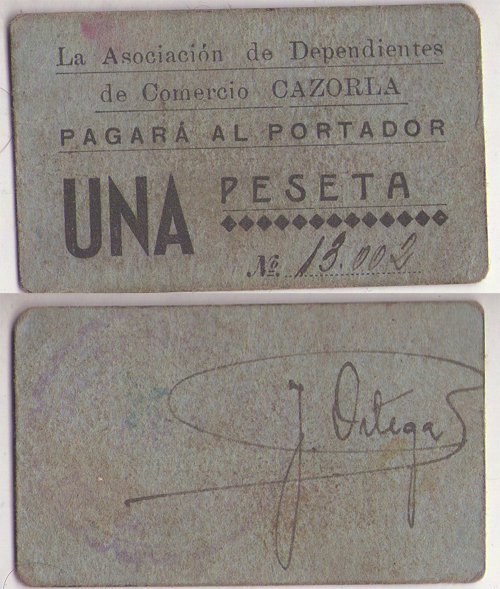 La Asociación de Dependientes
de Comercio CAZORLA
PAGARÁ AL PORTADOR
UNA PESETA
Nº. 13.002
J. Ortega